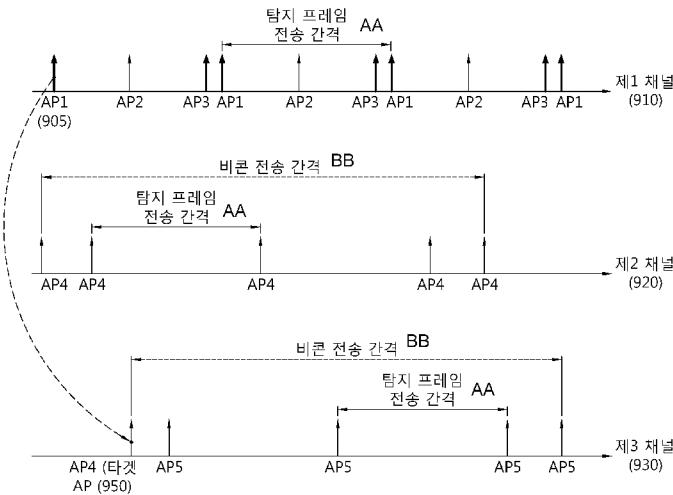 탐지 프레임
전송 간격 AA
AP1 AP2 AP3 AP1 AP2 AP3 AP1 AP2 AP3 AP1
(905)
제1 채널
(910)
비콘 전송 간격 BB
탐지 프레임
전송 간격 AA
AP4 AP4 AP4 AP4 AP4
제2 채널
(920)
비콘 전송 간격 BB
탐지 프레임
전송 간격 AA
AP4 (타겟
AP (950)
AP5 AP5 AP5 AP5
제3 채널
(930)